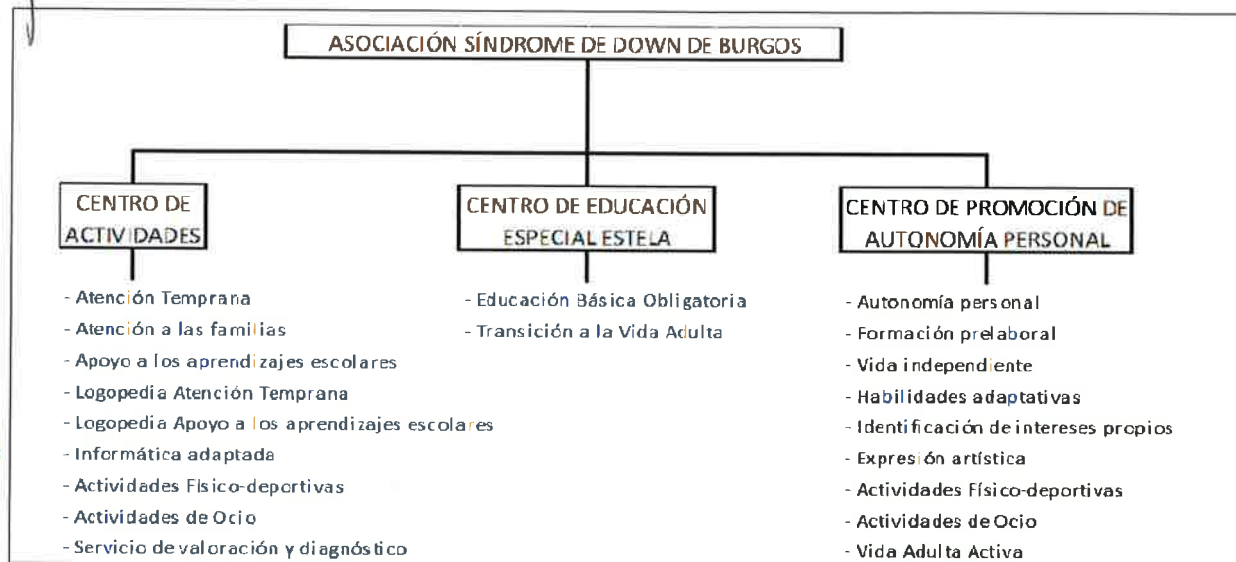 ASOCIACIÓN SÍNDROME DE DOWN DE BURGOS
CENTRO DE
ACTIVIDADES
- Atención Temprana
- Atención a las familias
- Apoyo a los aprendizajes escolares
- Logopedia Atención Temprana
- Logopedia Apoyo a los aprendizajes escolares
- Informática adaptada
- Actividades Físico-deportivas
- Actividades de Ocio
- Servicio de valoración y diagnóstico
CENTRO DE EDUCACIÓN
ESPECIAL ESTELA
- Educación Básica Obligatoria
- Transición a la Vida Adulta
CENTRO DE PROMOCIÓN DE
AUTONOMÍA PERSONAL
- Autonomía personal
- Formación prelaboral
- Vida independiente
- Habilidades adaptativas
- Identificación de intereses propios
- Expresión artística
- Actividades Físico-deportivas
- Actividades de Ocio
- Vida Adulta Activa